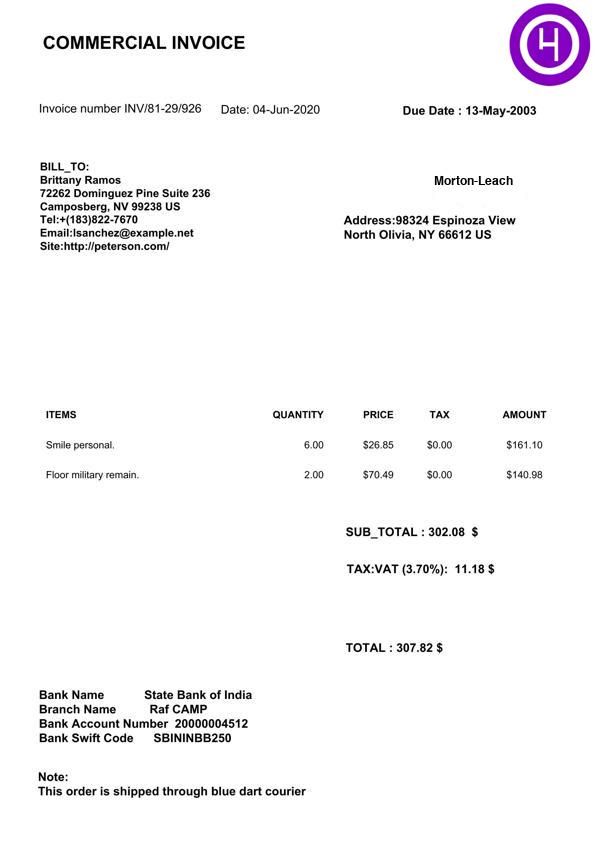 COMMERCIAL INVOICE
Invoice number INV/81-29/926 Date: 04-Jun-2020 Due Date : 13-May-2003
BILL_TO:
Brittany Ramos
72262 Dominguez Pine Suite 236
Camposberg, NV 99238 US
Tel:+(183)822-7670
Email:lsanchez@example.net
Site:http://peterson.com/
Morton-Leach
Address:98324 Espinoza View
North Olivia, NY 66612 US
ITEMS QUANTITY PRICE TAX AMOUNT
Smile personal. 6.00 $26.85 $0.00 $161.10
Floor military remain. 2.00 $70.49 $0.00 $140.98
SUB_TOTAL : 302.08 $
TAX:VAT (3.70%): 11.18 $
TOTAL : 307.82 $
Bank Name State Bank of India
Branch Name Raf CAMP
Bank Account Number 20000004512
Bank Swift Code SBININBB250
Note:
This order is shipped through blue dart courier